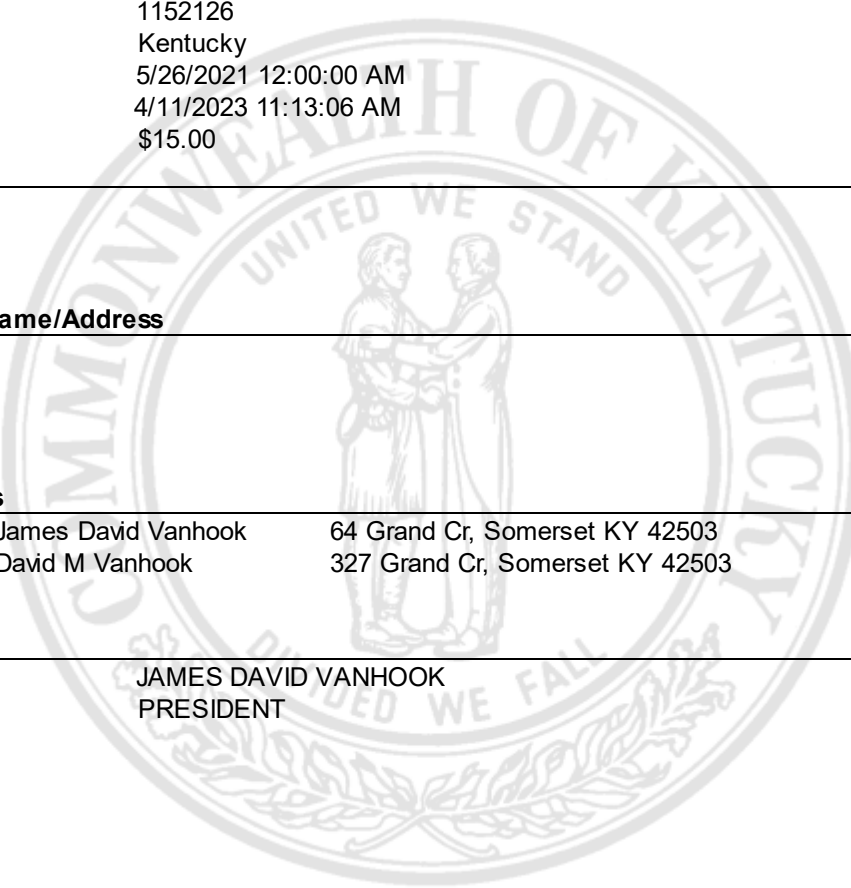 1152126
Kentucky
5/26/2021 12:00:00 AM
4/11/2023 11:13:06 AM
$15.00
COMMONWEALTH OF KENTUCKY
UNITED WE STAND
ame/Address
s
James David Vanhook 64 Grand Cr, Somerset KY 42503
David M Vanhook 327 Grand Cr, Somerset KY 42503
DIVIDED WE FALL
JAMES DAVID VANHOOK
PRESIDENT